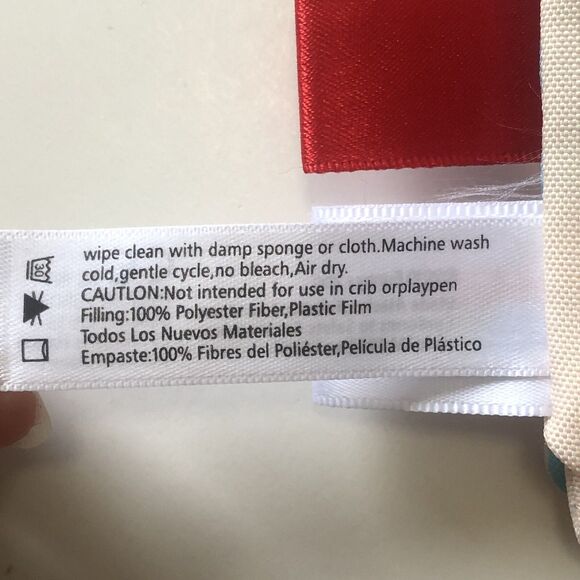 wipe clean with damp sponge or cloth.Machine wash
cold,gentle cycle,no bleach,Air dry.
CAUTLON:Not intended for use in crib orplaypen
Filling:100% Polyester Fiber,Plastic Film
Todos Los Nuevos Materiales
Empaste:100% Fibres del Poliéster,Película de Plástico
30